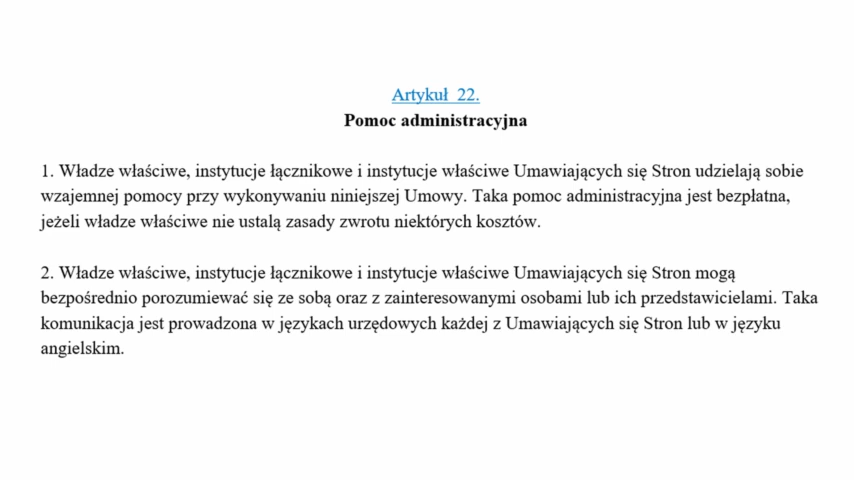 Artykuł 22.
Pomoc administracyjna
1. Władze właściwe, instytucje łącznikowe i instytucje właściwe Umawiających się Stron udzielają sobie
wzajemnej pomocy przy wykonywaniu niniejszej Umowy. Taka pomoc administracyjna jest bezpłatna,
jeżeli władze właściwe nie ustalą zasady zwrotu niektórych kosztów.
2. Władze właściwe, instytucje łącznikowe i instytucje właściwe Umawiających się Stron mogą
bezpośrednio porozumiewać się ze sobą oraz z zainteresowanymi osobami lub ich przedstawicielami. Taka
komunikacja jest prowadzona w językach urzędowych każdej z Umawiających się Stron lub w języku
angielskim.